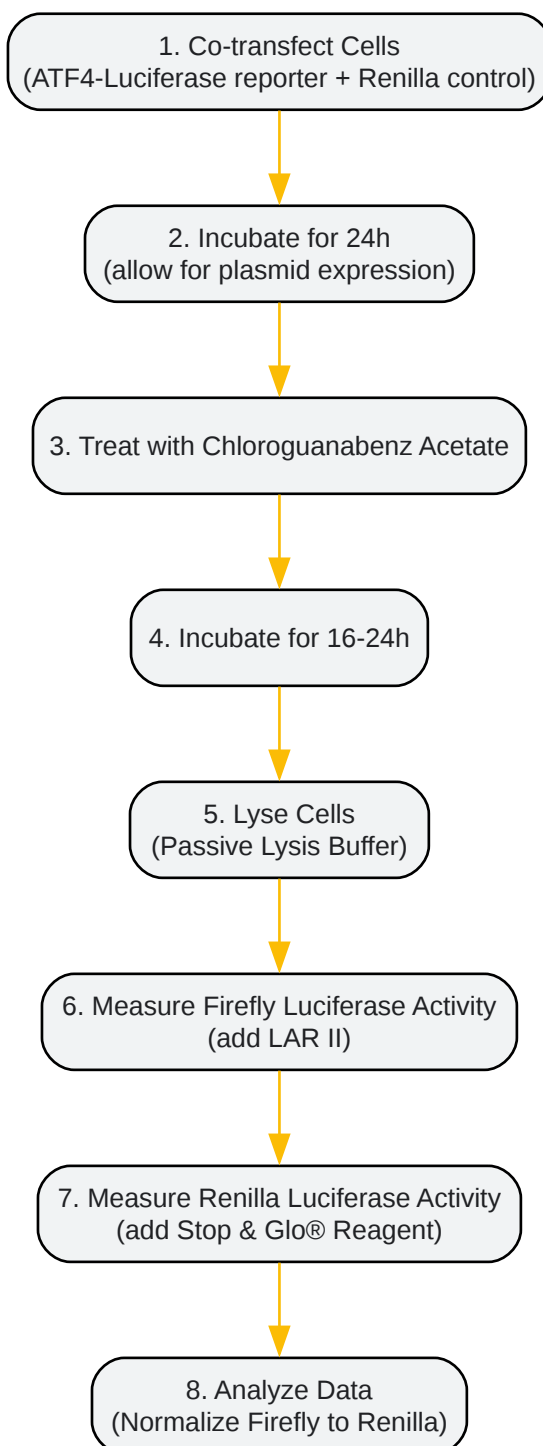 1. Co-transfect Cells
(ATF4-Luciferase reporter + Renilla control)
2. Incubate for 24h
(allow for plasmid expression)
3. Treat with Chloroguanabenz Acetate
4. Incubate for 16-24h
5. Lyse Cells
(Passive Lysis Buffer)
6. Measure Firefly Luciferase Activity
(add LAR II)
7. Measure Renilla Luciferase Activity
(add Stop & Glo® Reagent)
8. Analyze Data
(Normalize Firefly to Renilla)